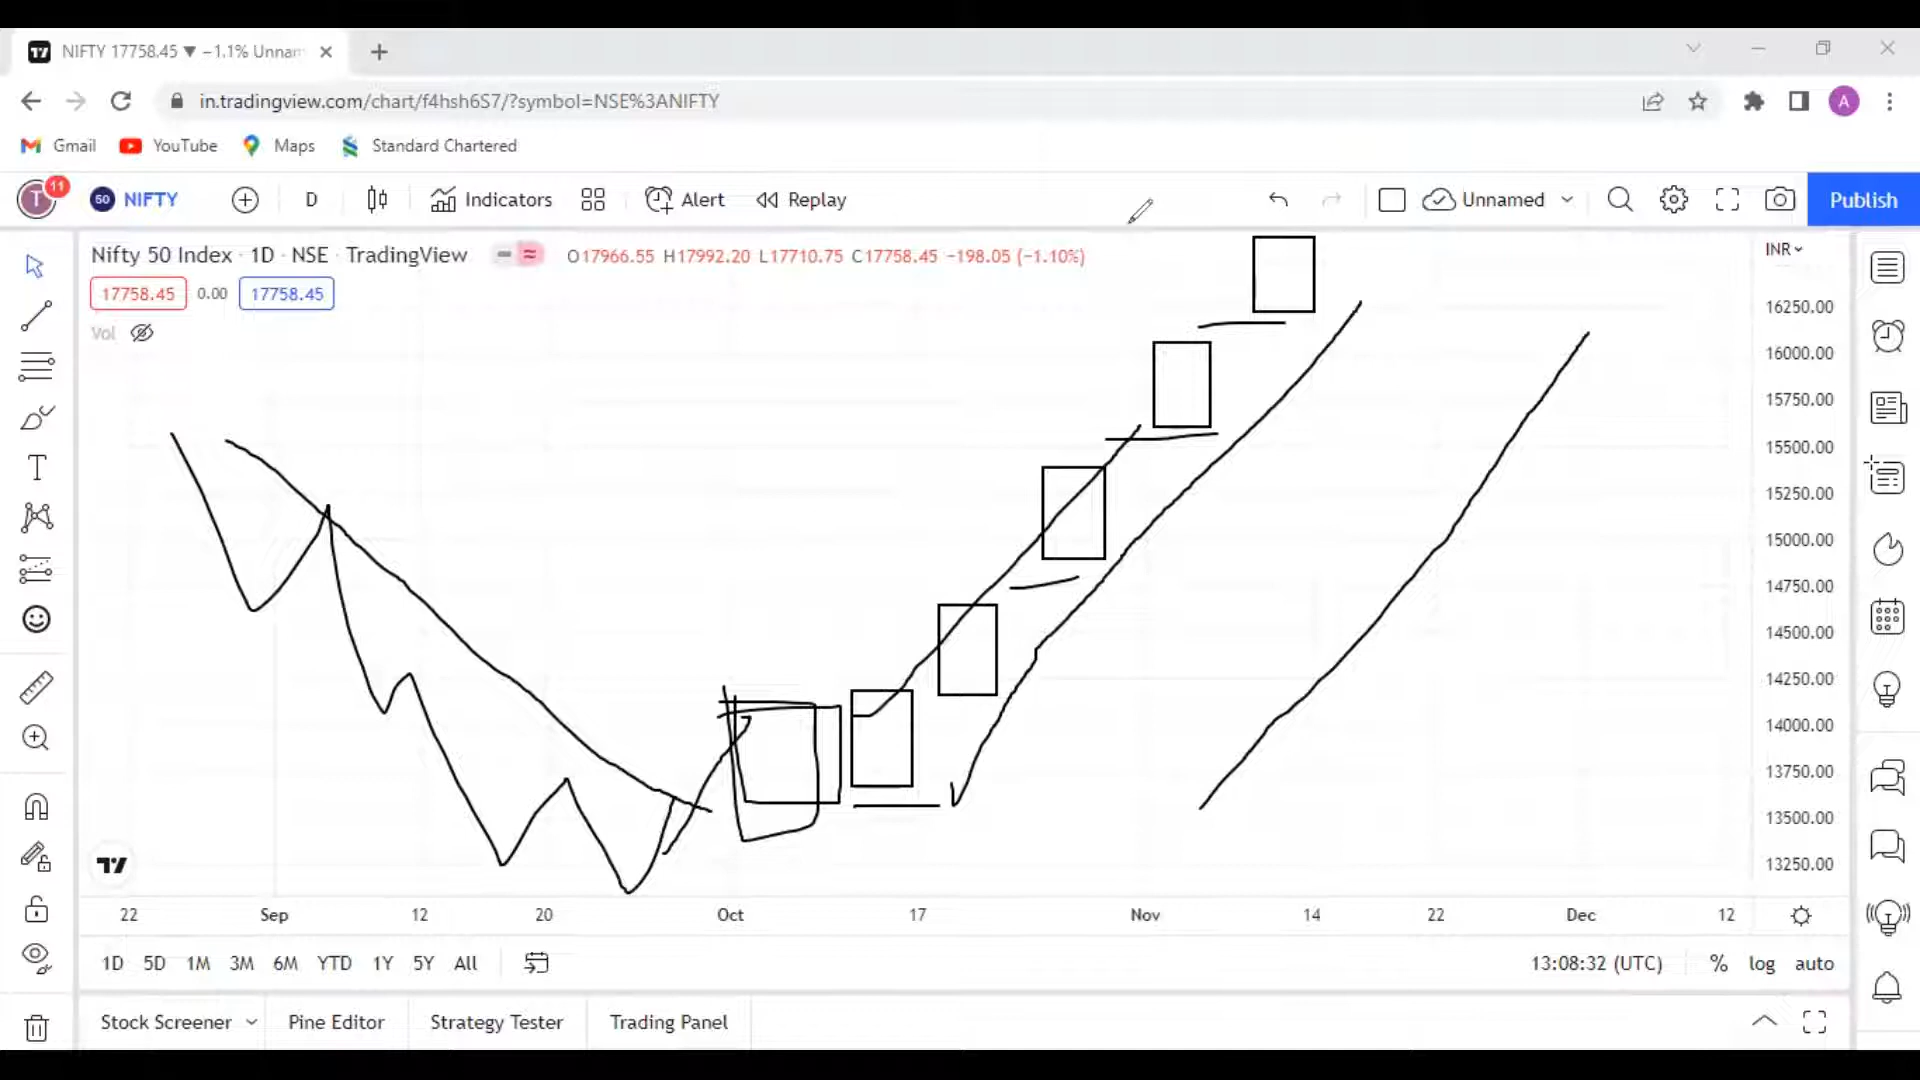 NIFTY 17758.45 ▼ −1.1% Unnam
in.tradingview.com/chart/f4hsh6S7/?symbol=NSE%3ANIFTY
A
Gmail YouTube Maps Standard Chartered
T 11 50 NIFTY D Indicators Alert Replay Unnamed Publish
Nifty 50 Index · 1D · NSE · TradingView O17966.55 H17992.20 L17710.75 C17758.45 −198.05 (−1.10%) INR
17758.45 0.00 17758.45
Vol
16250.00
16000.00
15750.00
15500.00
15250.00
15000.00
14750.00
14500.00
14250.00
14000.00
13750.00
13500.00
13250.00
22 Sep 12 20 Oct 17 Nov 14 22 Dec 12
1D 5D 1M 3M 6M YTD 1Y 5Y All 13:08:32 (UTC) % log auto
Stock Screener Pine Editor Strategy Tester Trading Panel